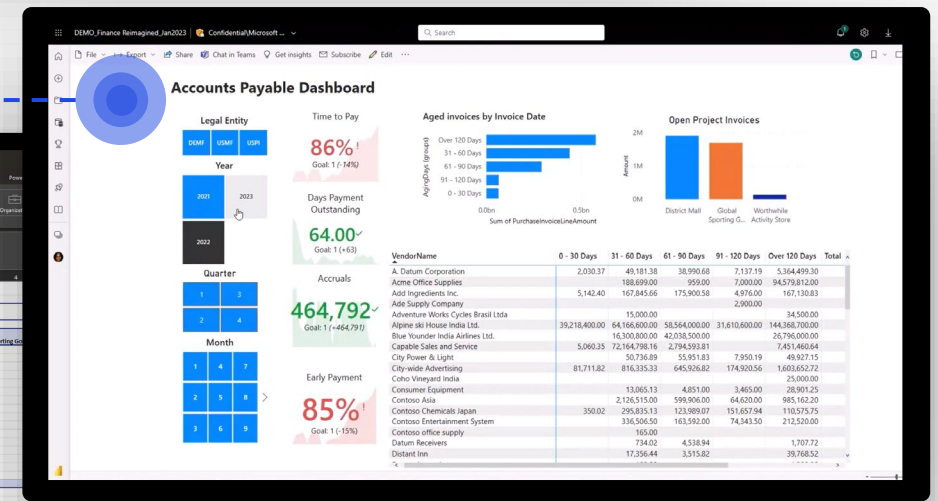 DEMO_Finance Reimagined_Jan2023 | Confidential\Microsoft ...
Search
File Export Share Chat in Teams Get insights Subscribe Edit ...
Accounts Payable Dashboard
Legal Entity
DEMF USMF USPI
Year
2021 2023
2022
Quarter
1 3
2 4
Month
1 4 7
2 5 8
3 6 9
Time to Pay
86%!
Goal: 1 (-14%)
Days Payment
Outstanding
64.00
Goal: 1 (+63)
Accruals
464,792
Goal: 1 (+464,791)
Early Payment
85%!
Goal: 1 (-15%)
Aged invoices by Invoice Date
AgingDays (groups)
Over 120 Days
31 - 60 Days
61 - 90 Days
91 - 120 Days
0 - 30 Days
0.0bn 0.5bn
Sum of PurchaseInvoiceLineAmount
Open Project Invoices
Amount
2M
1M
0M
District Mall Global Worthwhile
Sporting G... Activity Store
VendorName 0 - 30 Days 31 - 60 Days 61 - 90 Days 91 - 120 Days Over 120 Days Total
A. Datum Corporation 2,030.37 49,181.38 38,990.68 7,137.19 5,364,499.30
Acme Office Supplies 188,699.00 959.00 7,000.00 94,579,812.00
Add Ingredients Inc. 5,142.40 167,845.66 175,900.58 4,976.00 167,130.83
Ade Supply Company 2,900.00
Adventure Works Cycles Brasil Ltda 15,000.00 34,500.00
Alpine ski House India Ltd. 39,218,400.00 64,166,600.00 58,564,000.00 31,610,600.00 144,368,700.00
Blue Younder India Airlines Ltd. 16,300,800.00 42,038,500.00 26,796,000.00
Capable Sales and Service 5,060.35 72,164,798.16 2,794,593.81 7,451,460.64
City Power & Light 50,736.89 55,951.83 7,950.19 49,927.15
City-wide Advertising 81,711.82 816,335.33 645,926.82 174,920.56 1,603,652.72
Coho Vineyard India 25,000.00
Consumer Equipment 13,065.13 4,851.00 3,465.00 28,901.25
Contoso Asia 2,126,515.00 599,906.00 64,620.00 985,162.20
Contoso Chemicals Japan 350.02 295,835.13 123,989.07 151,657.94 110,575.75
Contoso Entertainment System 336,506.50 163,592.00 74,343.50 212,520.00
Contoso office supply 165.00
Datum Receivers 734.02 4,538.94 1,707.72
Distant Inn 17,356.44 3,515.82 39,768.52
Powe
Organizat
4
rting Go